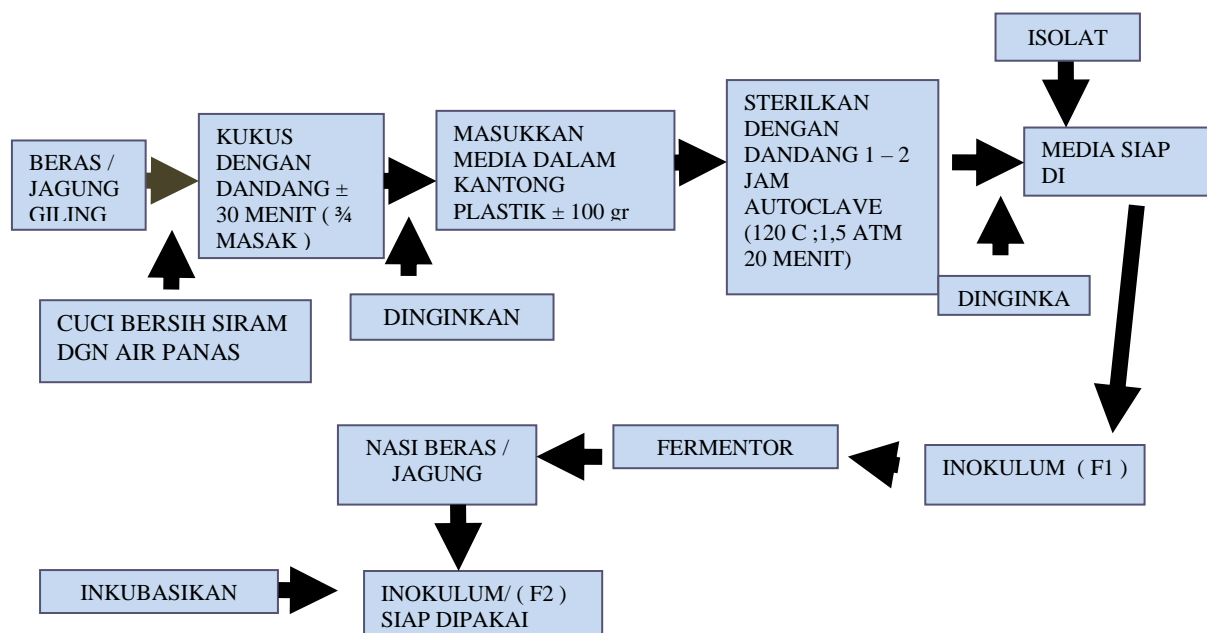 ISOLAT
BERAS /
JAGUNG
GILING
KUKUS
DENGAN
DANDANG ±
30 MENIT ( ¾
MASAK )
MASUKKAN
MEDIA DALAM
KANTONG
PLASTIK ± 100 gr
STERILKAN
DENGAN
DANDANG 1 – 2
JAM
AUTOCLAVE
(120 C ;1,5 ATM
20 MENIT)
MEDIA SIAP
DI
CUCI BERSIH SIRAM
DGN AIR PANAS
DINGINKAN
DINGINKA
NASI BERAS /
JAGUNG
FERMENTOR
INOKULUM ( F1 )
INKUBASIKAN
INOKULUM/ ( F2 )
SIAP DIPAKAI